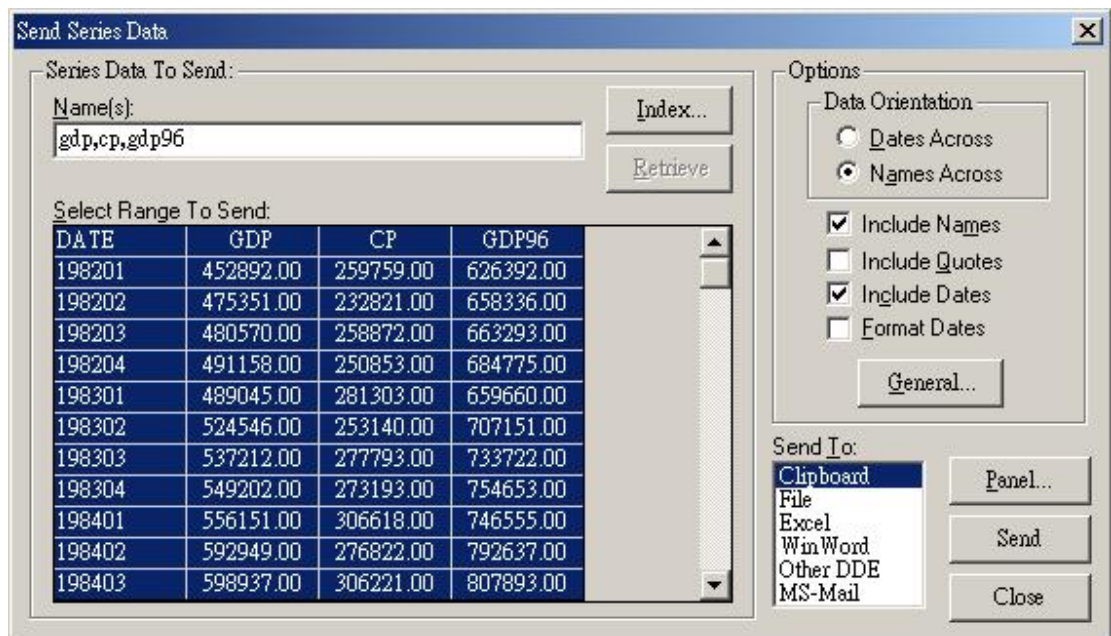 Send Series Data
Series Data To Send:
Name(s):
gdp,cp,gdp96
Index...
Retrieve
Select Range To Send:
DATE GDP CP GDP96
198201 452892.00 259759.00 626392.00
198202 475351.00 232821.00 658336.00
198203 480570.00 258872.00 663293.00
198204 491158.00 250853.00 684775.00
198301 489045.00 281303.00 659660.00
198302 524546.00 253140.00 707151.00
198303 537212.00 277793.00 733722.00
198304 549202.00 273193.00 754653.00
198401 556151.00 306618.00 746555.00
198402 592949.00 276822.00 792637.00
198403 598937.00 306221.00 807893.00
Options
Data Orientation
Dates Across
Names Across
Include Names
Include Quotes
Include Dates
Format Dates
General...
Send To:
Clipboard
File
Excel
WinWord
Other DDE
MS-Mail
Panel...
Send
Close